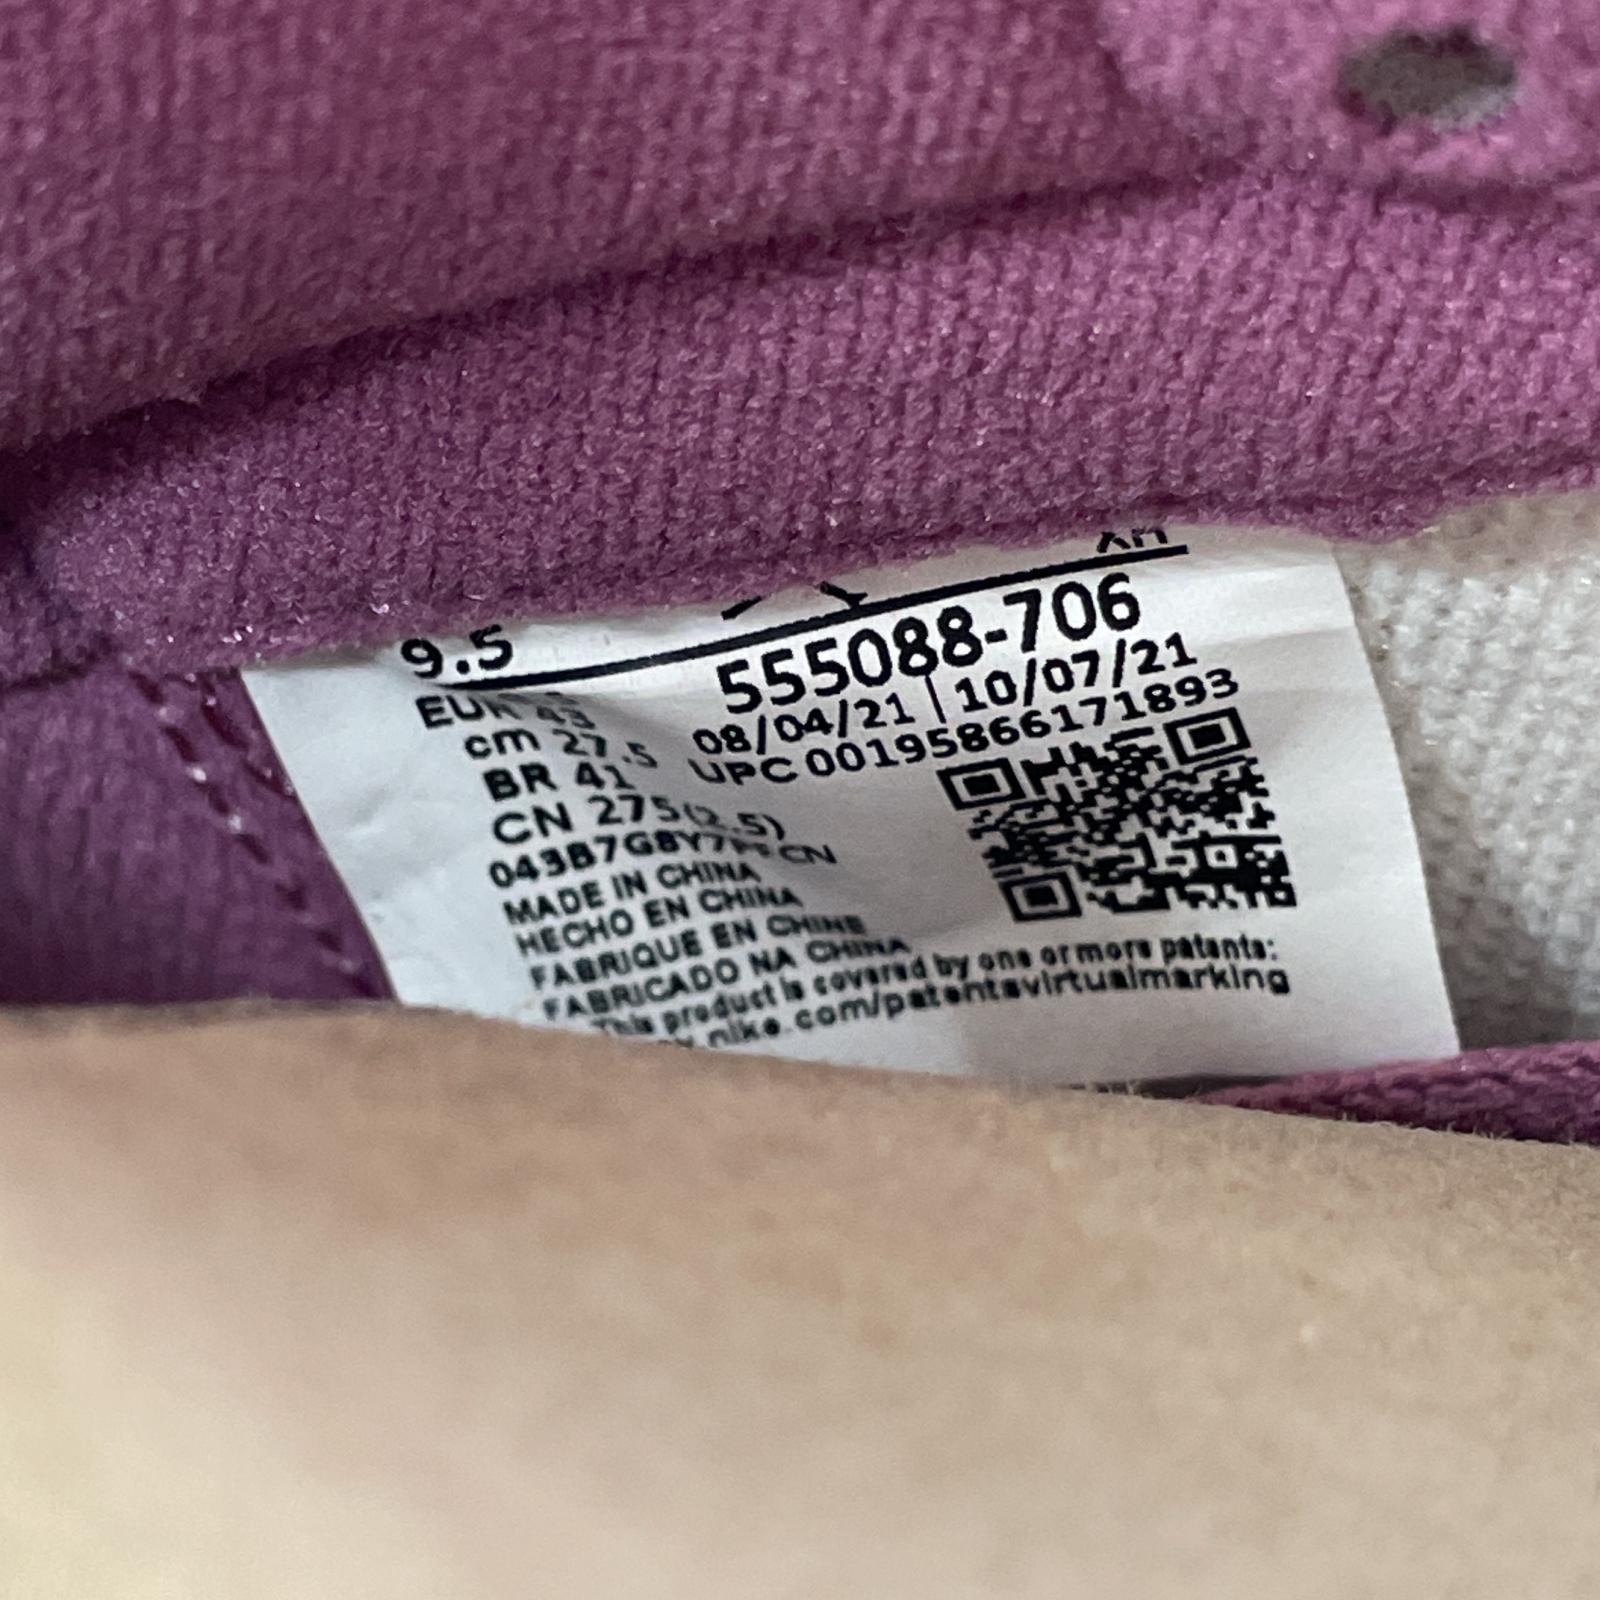 9.5
EUR 43
cm 27.5
BR 41
CN 275(2.5)
555088-706
08/04/21 | 10/07/21
UPC 00195866171893
MADE IN CHINA
HECHO EN CHINA
FABRIQUE EN CHINE
FABRICADO NA CHINA
This product is covered by one or more patents:
nike.com/patentsvirtualmarking